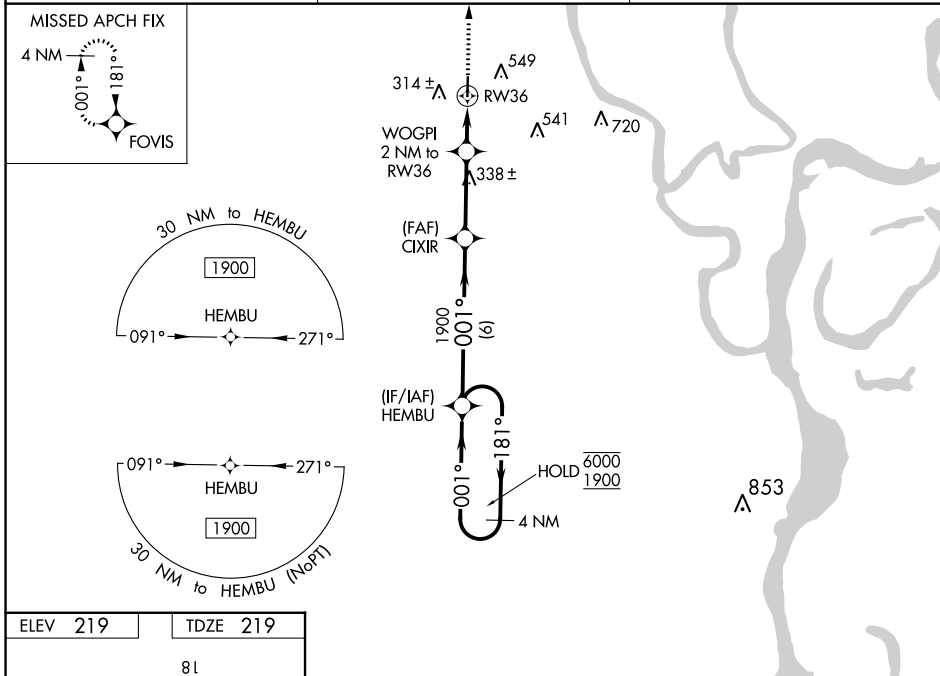 MISSED APCH FIX
4 NM
001°
181°
FOVIS
549
314 ±
RW36
541
720
WOGPI
2 NM to
RW36
338 ±
(FAF)
CIXIR
30 NM to HEMBU
1900
HEMBU
091°
271°
1900
001°
(6)
(IF/IAF)
HEMBU
181°
001°
HOLD
6000
1900
4 NM
091°
271°
HEMBU
1900
30 NM to HEMBU (NoPT)
853
ELEV 219
TDZE 219
18